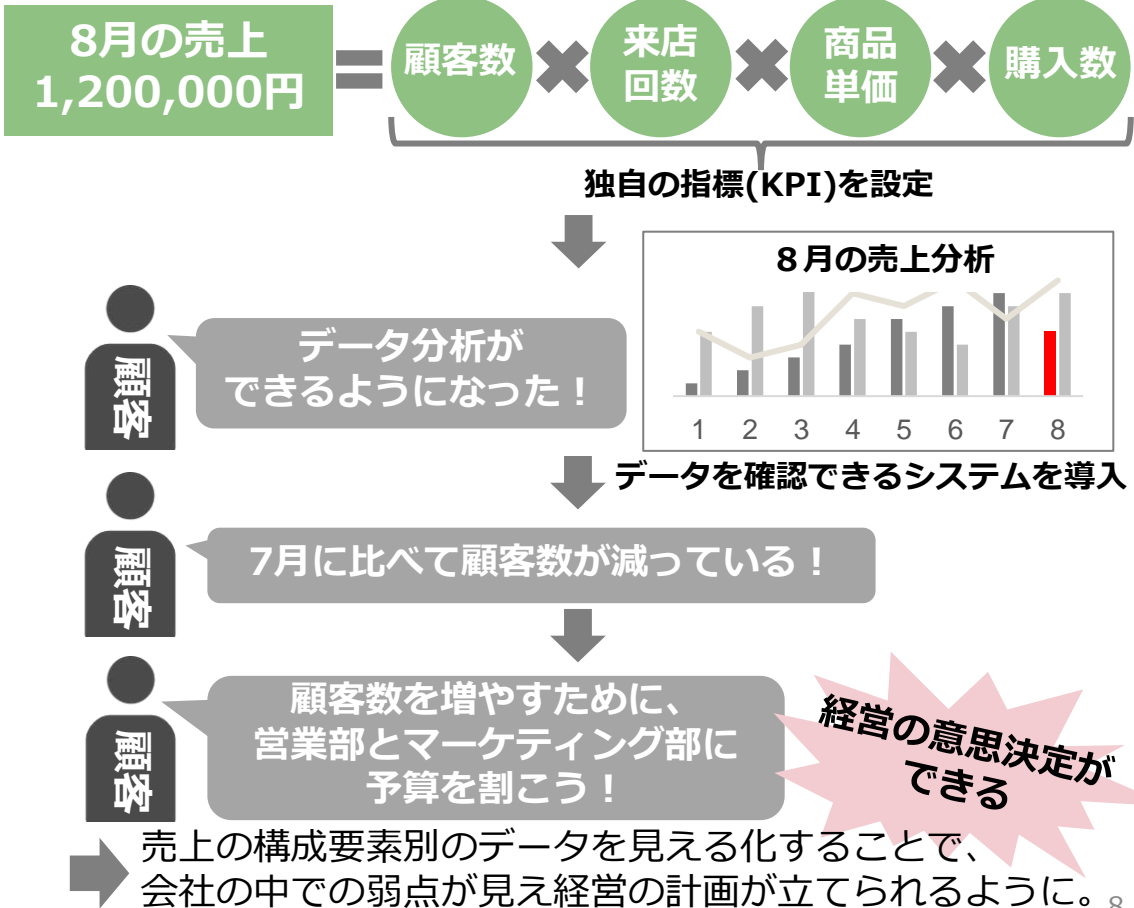 8月の売上
1,200,000円
顧客数
来店
回数
商品
単価
購入数
独自の指標(KPI)を設定
８月の売上分析
1 2 3 4 5 6 7 8
データを確認できるシステムを導入
顧客
データ分析が
できるようになった！
顧客
7月に比べて顧客数が減っている！
顧客
顧客数を増やすために、
営業部とマーケティング部に
予算を割こう！
経営の意思決定が
できる
売上の構成要素別のデータを見える化することで、
会社の中での弱点が見え経営の計画が立てられるように。
8